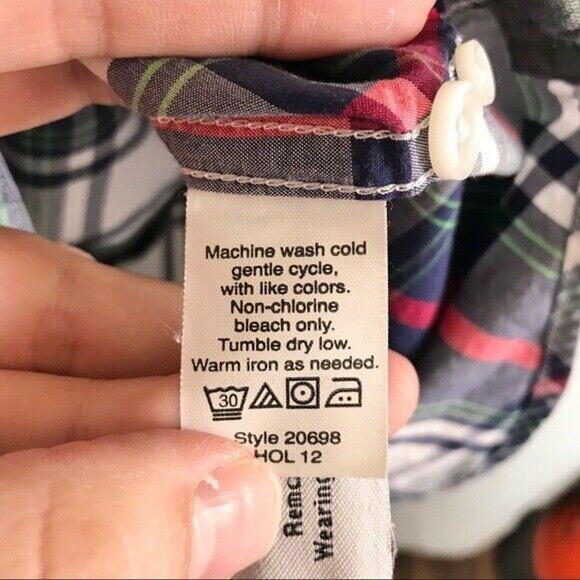 Machine wash cold
gentle cycle,
with like colors.
Non-chlorine
bleach only.
Tumble dry low.
Warm iron as needed.
30
Style 20698
HOL 12
Wearing